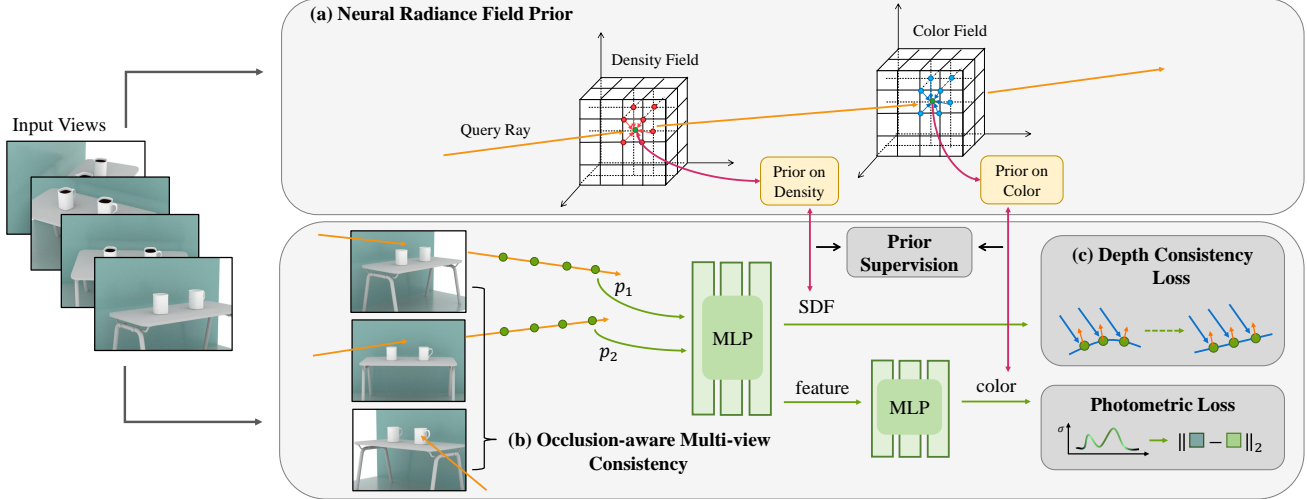 (a) Neural Radiance Field Prior
Color Field
Density Field
Input Views
Query Ray
Prior on
Density
Prior on
Color
Prior
Supervision
(c) Depth Consistency
Loss
p1
SDF
MLP
p2
feature
MLP
color
Photometric Loss
σ
‖ − ‖2
(b) Occlusion-aware Multi-view
Consistency